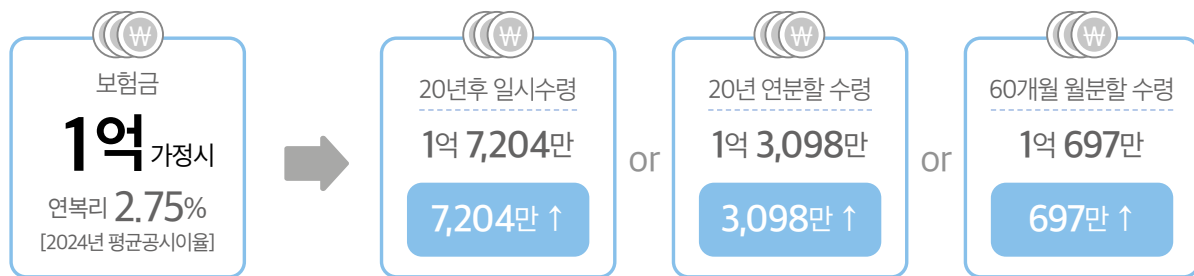 보험금
1억 가정시
연복리 2.75%
[2024년 평균공시이율]
20년후 일시수령
1억 7,204만
7,204만 ↑
or
20년 연분할 수령
1억 3,098만
3,098만 ↑
or
60개월 월분할 수령
1억 697만
697만 ↑